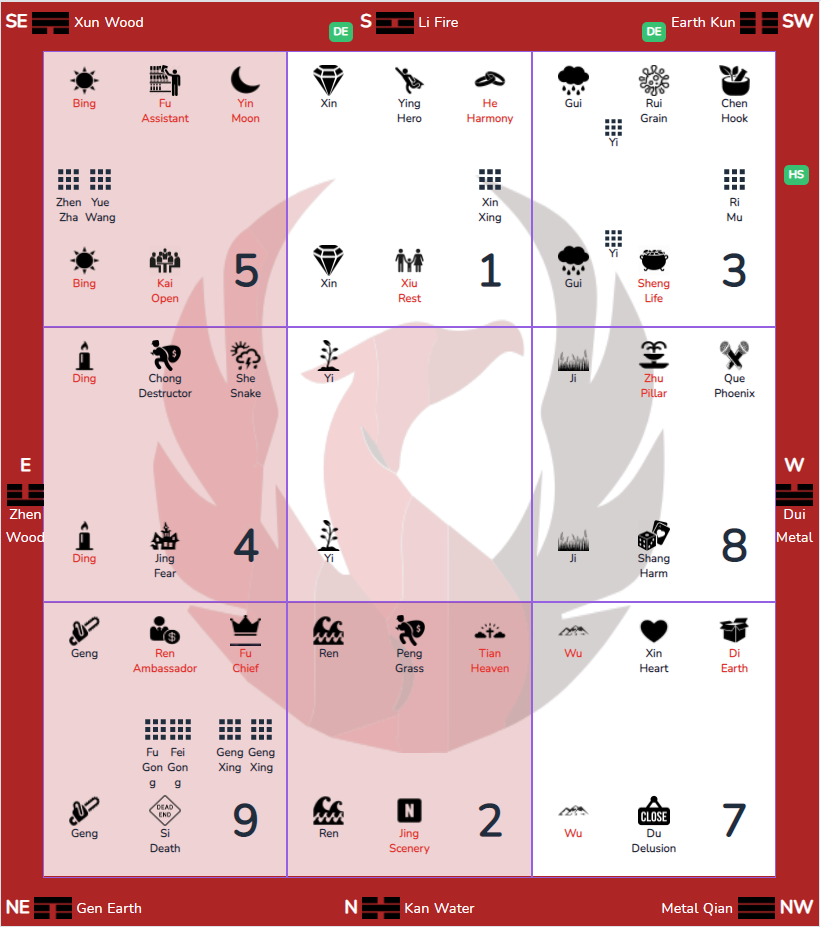 SE Xun Wood
DE S Li Fire
DE Earth Kun SW
Bing Fu Yin
Assistant Moon
Xin Ying He
Hero Harmony
Gui Rui Chen
Grain Hook
Yi
HS
Zhen Yue
Zha Wang
Xin
Xing
Ri
Mu
Yi
Bing Kai 5
Open
Xin Xiu 1
Rest
Gui Sheng 3
Life
Ding Chong She
Destructor Snake
Yi
Ji Zhu Que
Pillar Phoenix
E
Zhen
Wood
W
Dui
Metal
Ding Jing 4
Fear
Yi
Ji Shang 8
Harm
Geng Ren Fu
Ambassador Chief
Ren Peng Tian
Grass Heaven
Wu Xin Di
Heart Earth
Fu Fei Geng Geng
Gon Gon Xing Xing
g g
DEAD
END
Geng Si 9
Death
N
Ren Jing 2
Scenery
CLOSE
Wu Du 7
Delusion
NE Gen Earth
N Kan Water
Metal Qian NW